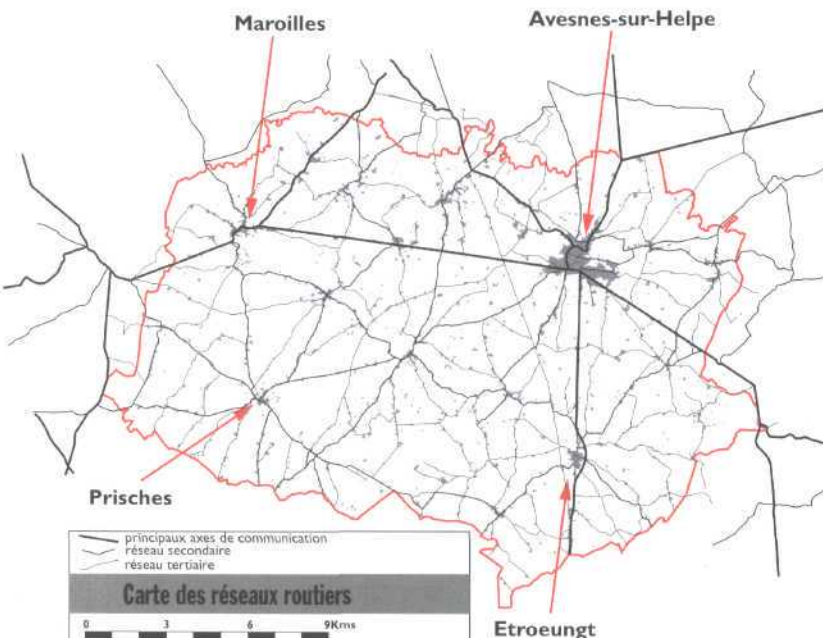 Maroilles
Avesnes-sur-Helpe
Prisches
principaux axes de communication
réseau secondaire
réseau tertiaire
Carte des réseaux routiers
0 3 6 9Kms
Etroeungt